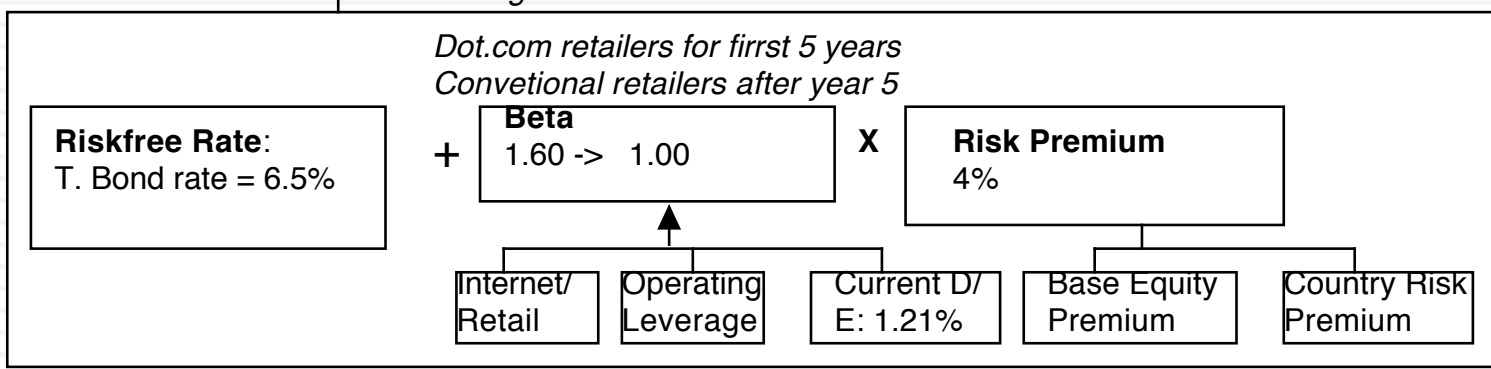 Dot.com retailers for firrst 5 years
Convetional retailers after year 5
Riskfree Rate:
T. Bond rate = 6.5%
+
Beta
1.60 -> 1.00
X
Risk Premium
4%
Internet/
Retail
Operating
Leverage
Current D/
E: 1.21%
Base Equity
Premium
Country Risk
Premium